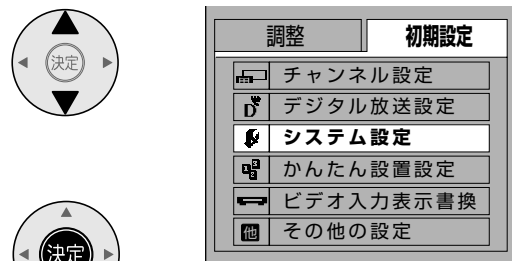 決定
調整 初期設定
チャンネル設定
デジタル放送設定
システム設定
かんたん設置設定
ビデオ入力表示書換
他 その他の設定
決定